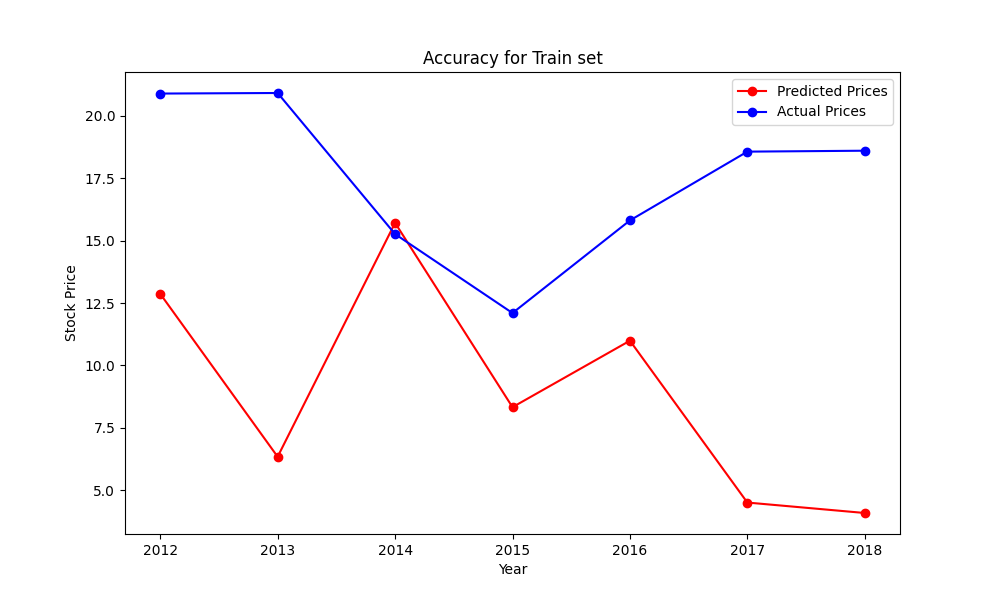 Accuracy for Train set
Predicted Prices
Actual Prices
20.0
17.5
15.0
12.5
10.0
7.5
5.0
Stock Price
2012 2013 2014 2015 2016 2017 2018
Year